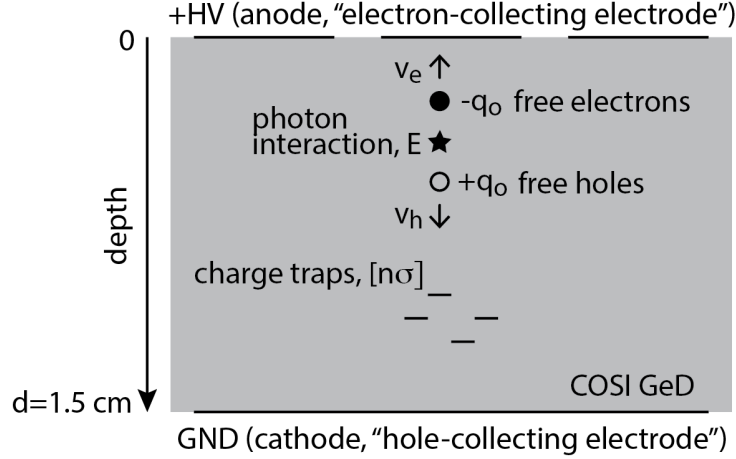 +HV (anode, “electron-collecting electrode”)
0
vₑ
-qₒ free electrons
photon
interaction, E
+qₒ free holes
vₕ
depth
charge traps, [nσ]
COSI GeD
d=1.5 cm
GND (cathode, “hole-collecting electrode”)